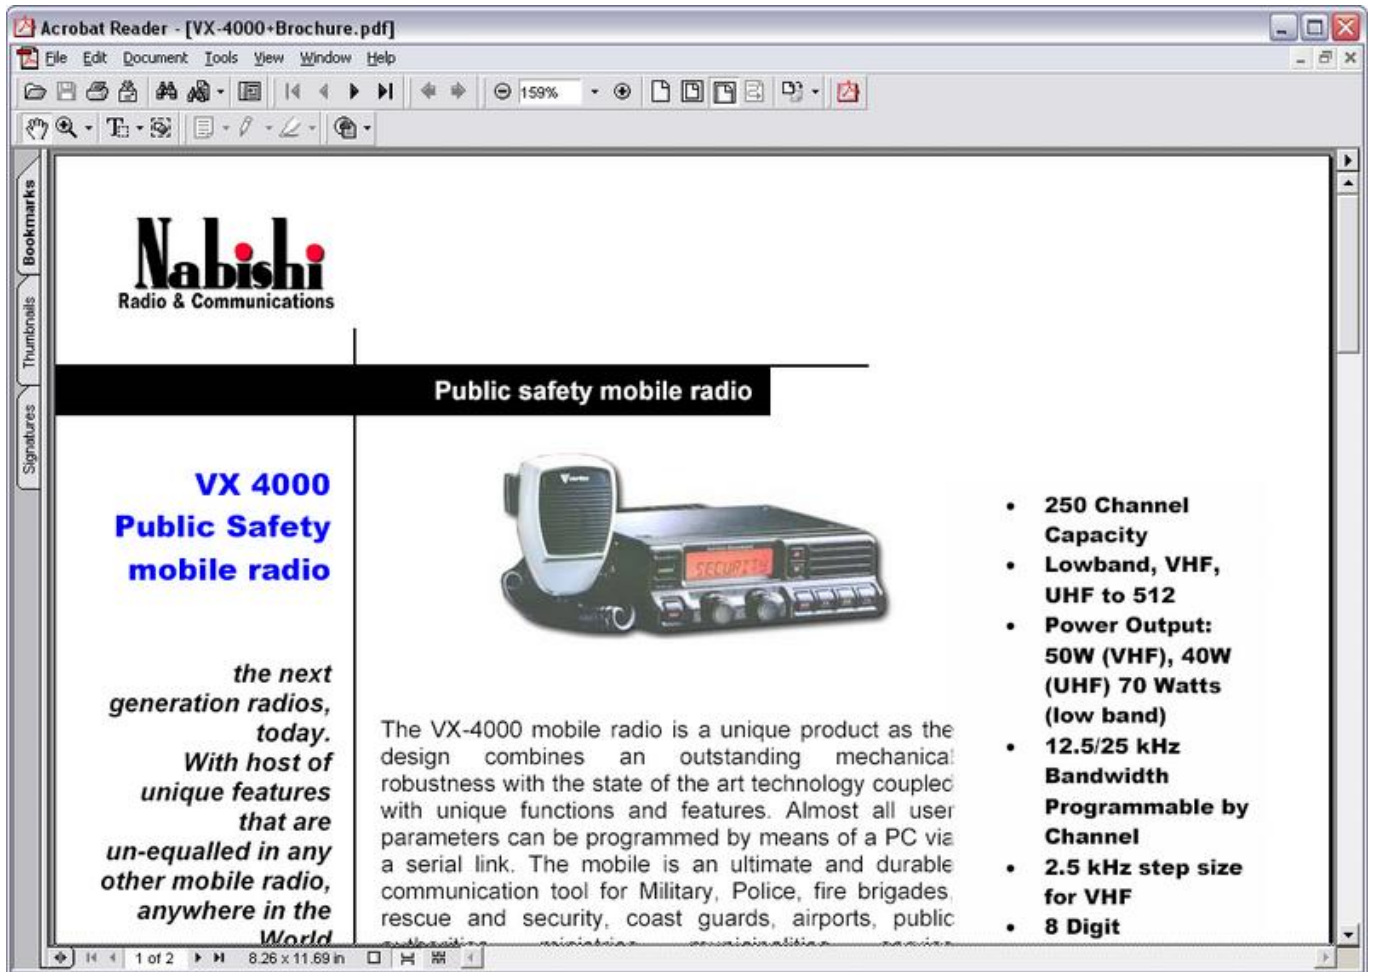 Acrobat Reader - [VX-4000+Brochure.pdf]
File Edit Document Tools View Window Help
159%
Bookmarks
Thumbnails
Signatures
Nabishi
Radio & Communications
Public safety mobile radio
VX 4000
Public Safety
mobile radio
the next
generation radios,
today.
With host of
unique features
that are
un-equalled in any
other mobile radio,
anywhere in the
World
SECURITY
The VX-4000 mobile radio is a unique product as the
design combines an outstanding mechanical
robustness with the state of the art technology coupled
with unique functions and features. Almost all user
parameters can be programmed by means of a PC via
a serial link. The mobile is an ultimate and durable
communication tool for Military, Police, fire brigades,
rescue and security, coast guards, airports, public
authorities, ministries, municipalities, service
• 250 Channel
Capacity
• Lowband, VHF,
UHF to 512
• Power Output:
50W (VHF), 40W
(UHF) 70 Watts
(low band)
• 12.5/25 kHz
Bandwidth
Programmable by
Channel
• 2.5 kHz step size
for VHF
• 8 Digit
1 of 2 8.26 x 11.69 in